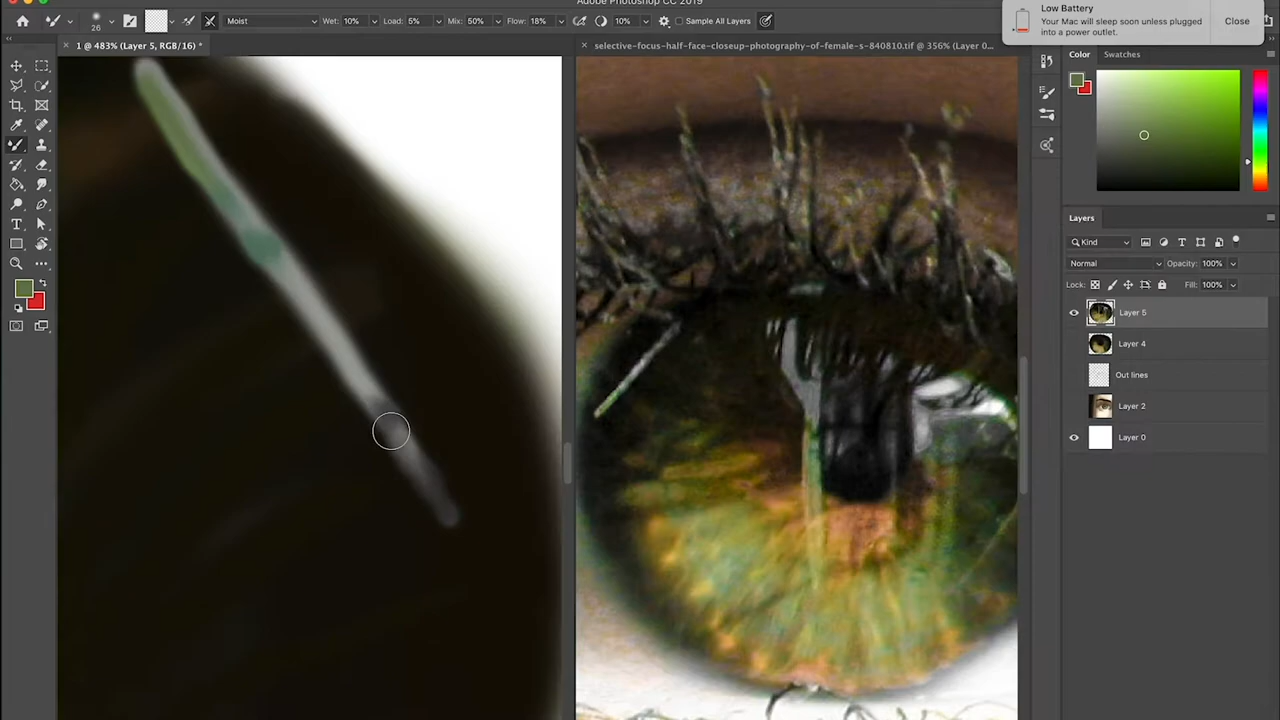 Adobe Photoshop CC 2019
Low Battery
Your Mac will sleep soon unless plugged
into a power outlet.
Close
26
Moist
Wet: 10%
Load: 5%
Mix: 50%
Flow: 18%
10%
Sample All Layers
1 @ 483% (Layer 5, RGB/16) *
selective-focus-half-face-closeup-photography-of-female-s-840810.tif @ 356% (Layer 0...
Color
Swatches
Layers
Kind
Normal
Opacity: 100%
Lock:
Fill: 100%
Layer 5
Layer 4
Out lines
Layer 2
Layer 0